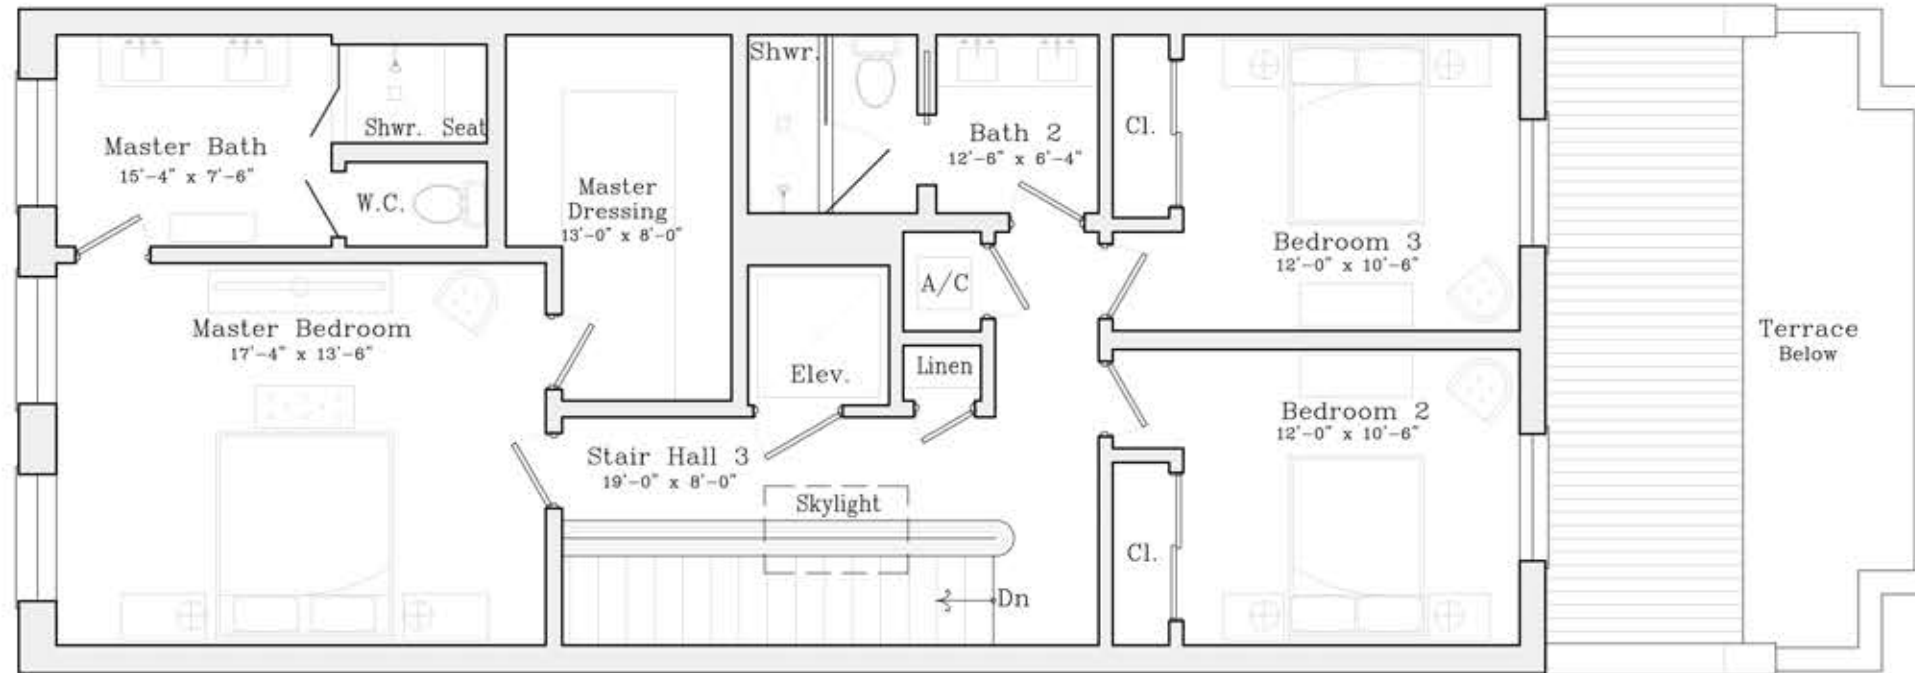 Master Bath
15'-4" x 7'-6"
Shwr. Seat
W.C.
Master
Dressing
13'-0" x 8'-0"
Shwr.
Bath 2
12'-6" x 6'-4"
Cl.
Bedroom 3
12'-0" x 10'-6"
A/C
Master Bedroom
17'-4" x 13'-6"
Elev.
Linen
Terrace
Below
Bedroom 2
12'-0" x 10'-6"
Stair Hall 3
19'-0" x 8'-0"
Skylight
Cl.
Dn